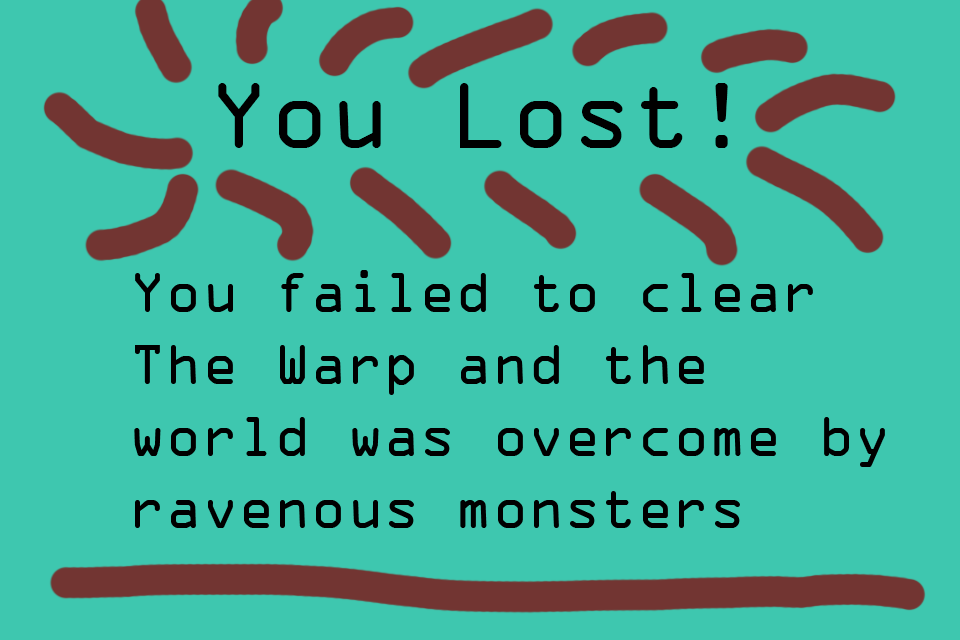 You Lost!
You failed to clear
The Warp and the
world was overcome by
ravenous monsters